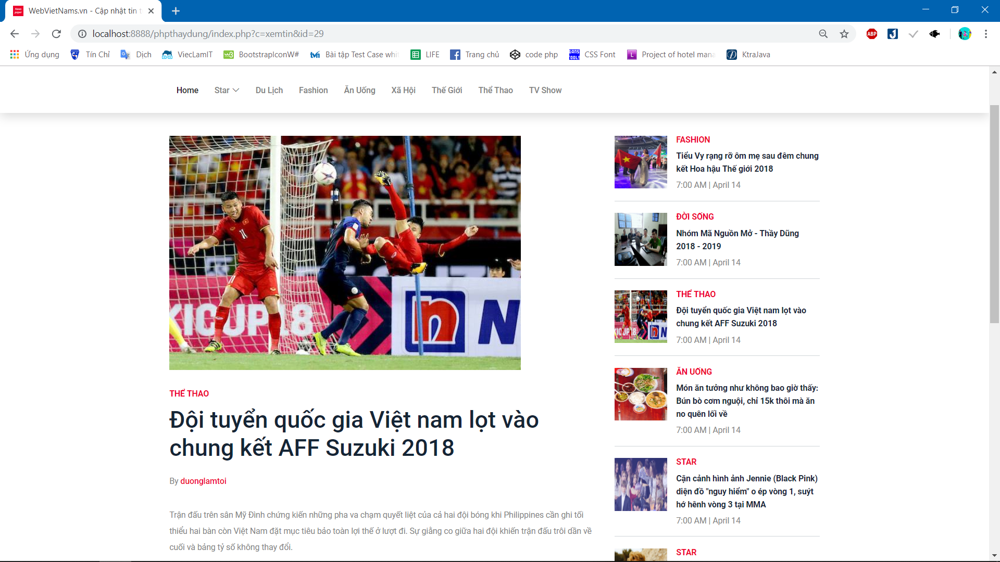 News paper
WebVietNams.vn - Cập nhật tin t
localhost:8888/phpthaydung/index.php?c=xemtin&id=29
ABP
Ứng dụng
Tín Chỉ
Dịch
ViecLamIT
BootstrapIconW#
Bài tập Test Case whit
LIFE
Trang chủ
code php
CSS Font
Project of hotel mana
KtraJava
Home
Star
Du Lịch
Fashion
Ăn Uống
Xã Hội
Thế Giới
Thể Thao
TV Show
11
KICUP18
n N
THỂ THAO
Đội tuyển quốc gia Việt nam lọt vào
chung kết AFF Suzuki 2018
By duonglamtoi
Trận đấu trên sân Mỹ Đình chứng kiến những pha va chạm quyết liệt của cả hai đội bóng khi Philippines cần ghi tối
thiểu hai bàn còn Việt Nam đặt mục tiêu bảo toàn lợi thế ở lượt đi. Sự giằng co giữa hai đội khiến trận đấu trôi dần về
cuối và bảng tỷ số không thay đổi.
FASHION
Tiểu Vy rạng rỡ ôm mẹ sau đêm chung
kết Hoa hậu Thế giới 2018
7:00 AM | April 14
ĐỜI SỐNG
Nhóm Mã Nguồn Mở - Thầy Dũng
2018 - 2019
7:00 AM | April 14
THỂ THAO
Đội tuyển quốc gia Việt nam lọt vào
chung kết AFF Suzuki 2018
7:00 AM | April 14
ĂN UỐNG
Món ăn tưởng như không bao giờ thấy:
Bún bò cơm nguội, chỉ 15k thôi mà ăn
no quên lối về
7:00 AM | April 14
STAR
Cận cảnh hình ảnh Jennie (Black Pink)
diện đồ "nguy hiểm" o ép vòng 1, suýt
hớ hênh vòng 3 tại MMA
7:00 AM | April 14
STAR